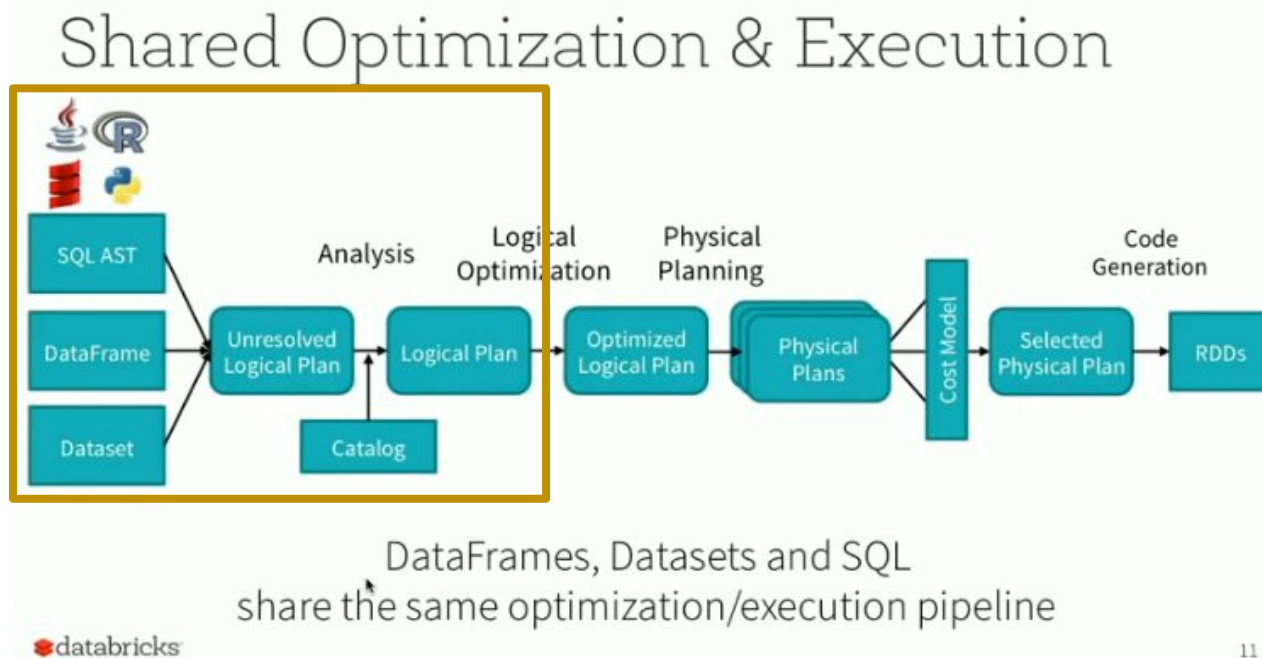 Shared Optimization & Execution
R
SQL AST
DataFrame
Dataset
Unresolved
Logical Plan
Analysis
Catalog
Logical Plan
Logical
Optimization
Optimized
Logical Plan
Physical
Planning
Physical
Plans
Cost Model
Selected
Physical Plan
Code
Generation
RDDs
DataFrames, Datasets and SQL
share the same optimization/execution pipeline
databricks
11